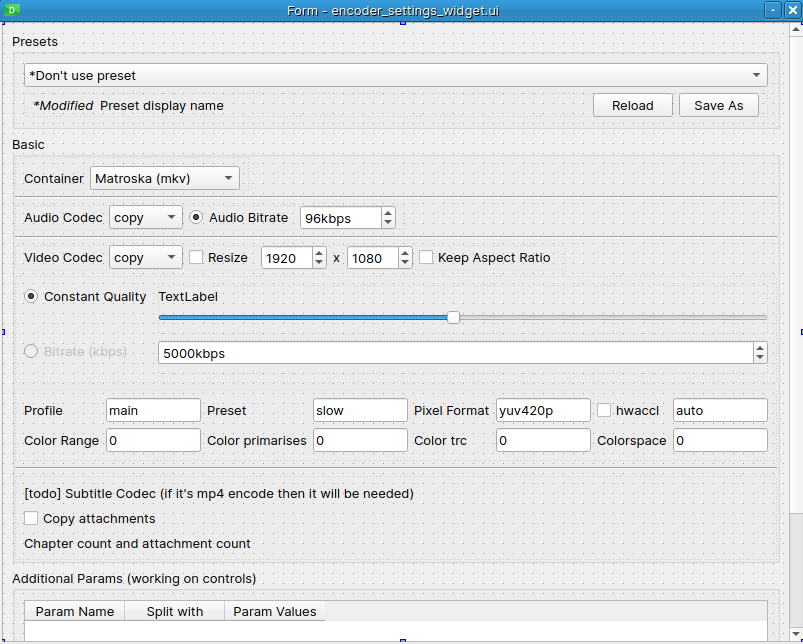 Form - encoder_settings_widget.ui
Presets
*Don't use preset
*Modified Preset display name Reload Save As
Basic
Container Matroska (mkv)
Audio Codec copy Audio Bitrate 96kbps
Video Codec copy Resize 1920 x 1080 Keep Aspect Ratio
Constant Quality TextLabel
Bitrate (kbps) 5000kbps
Profile main Preset slow Pixel Format yuv420p hwaccl auto
Color Range 0 Color primarises 0 Color trc 0 Colorspace 0
[todo] Subtitle Codec (if it's mp4 encode then it will be needed)
Copy attachments
Chapter count and attachment count
Additional Params (working on controls)
Param Name Split with Param Values